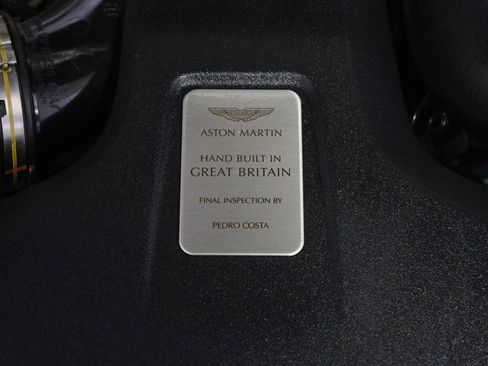 ASTON MARTIN
HAND BUILT IN
GREAT BRITAIN
FINAL INSPECTION BY
PEDRO COSTA